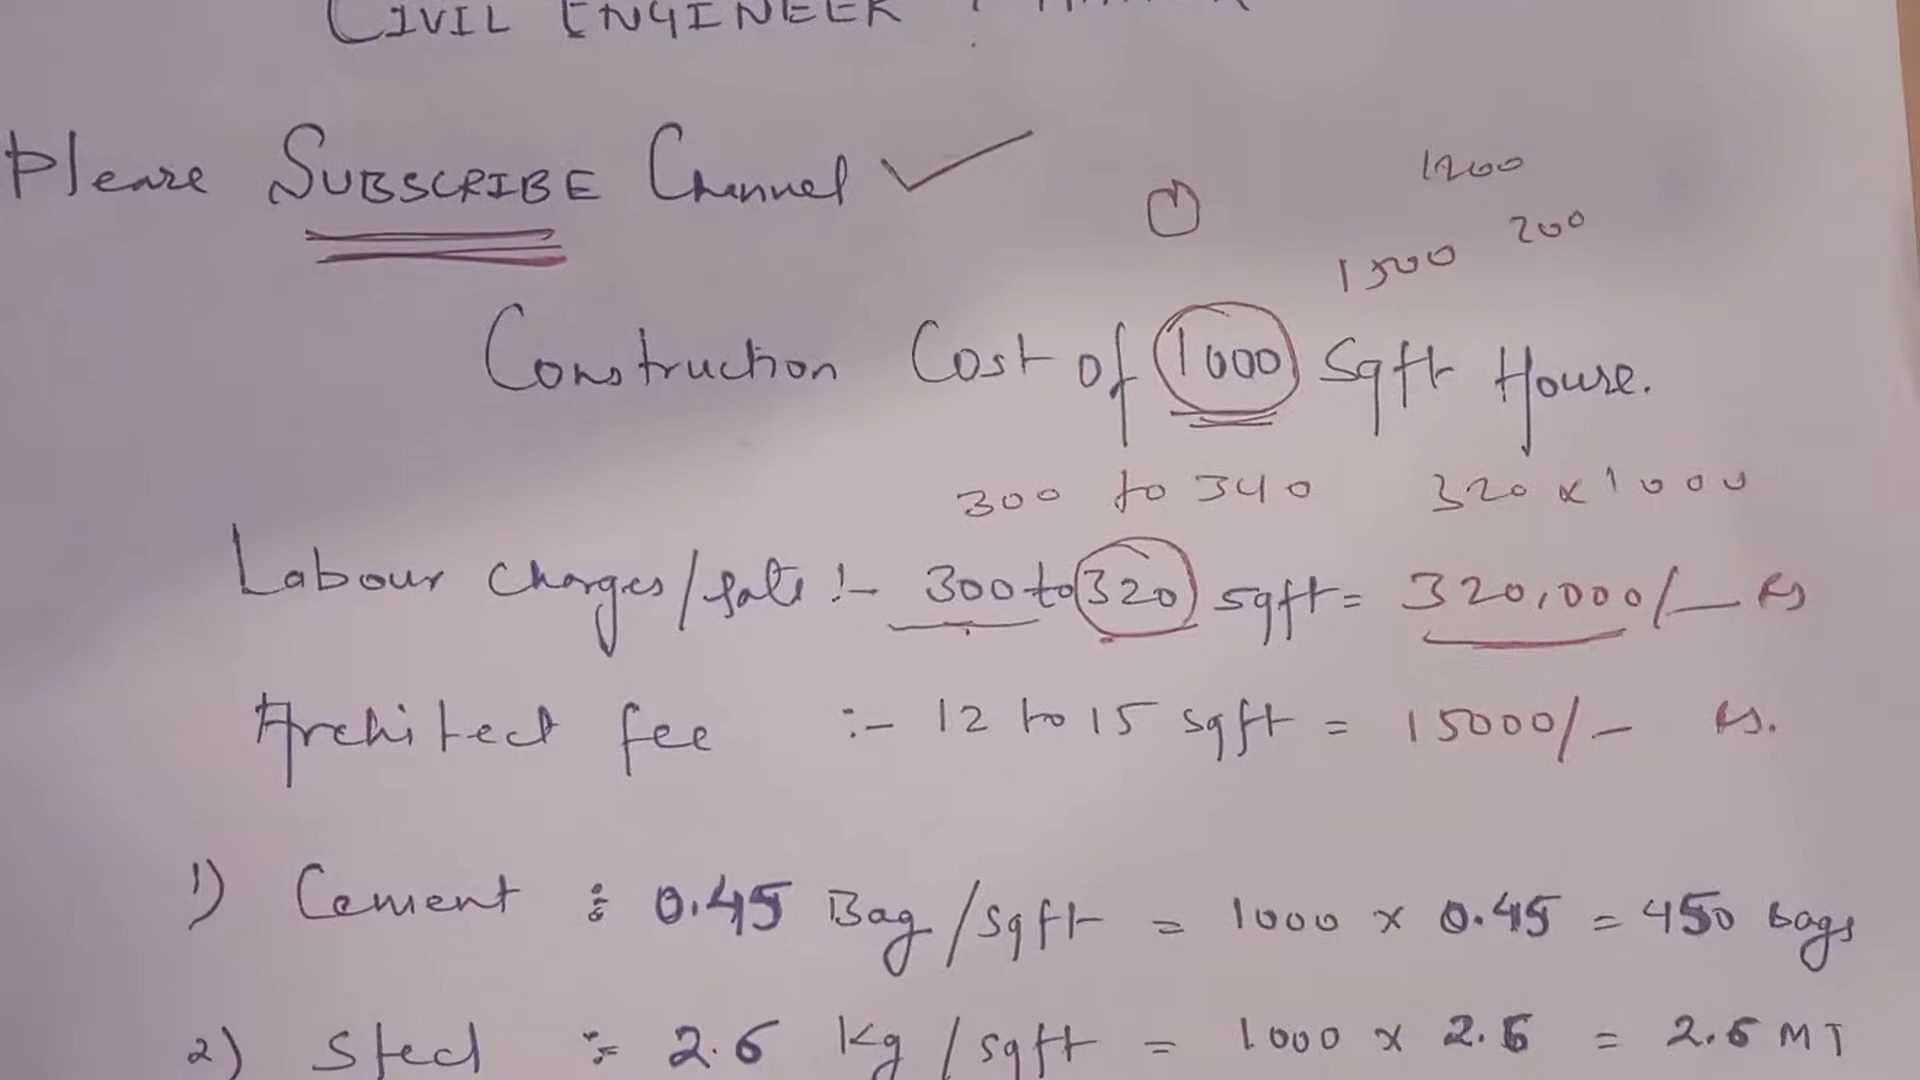 CIVIL ENGINEER
Please SUBSCRIBE Channel
1200
200
1500
Construction Cost of 1000 Sqft House.
300 to 340 320 x 1000
Labour charges/rate :- 300 to 320 sqft = 320,000/- Rs
Architect fee :- 12 to 15 sqft = 15000/- Rs.
1) Cement : 0.45 Bag/sqft = 1000 x 0.45 = 450 bags
2) Steel :- 2.6 Kg/sqft = 1000 x 2.6 = 2.6 MT